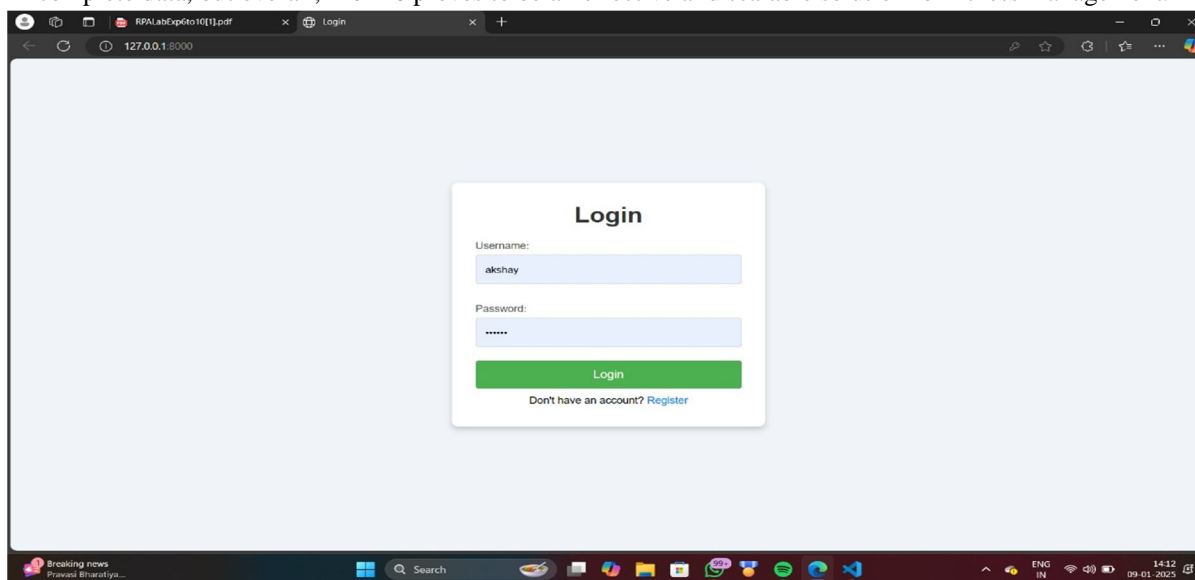 RPALabExp6to10[1].pdf
Login
127.0.0.1:8000
Login
Username:
akshay
Password:
••••••
Login
Don't have an account? Register
Breaking news
Pravasi Bharatiya...
Search
99+
ENG
IN
14:12
09-01-2025